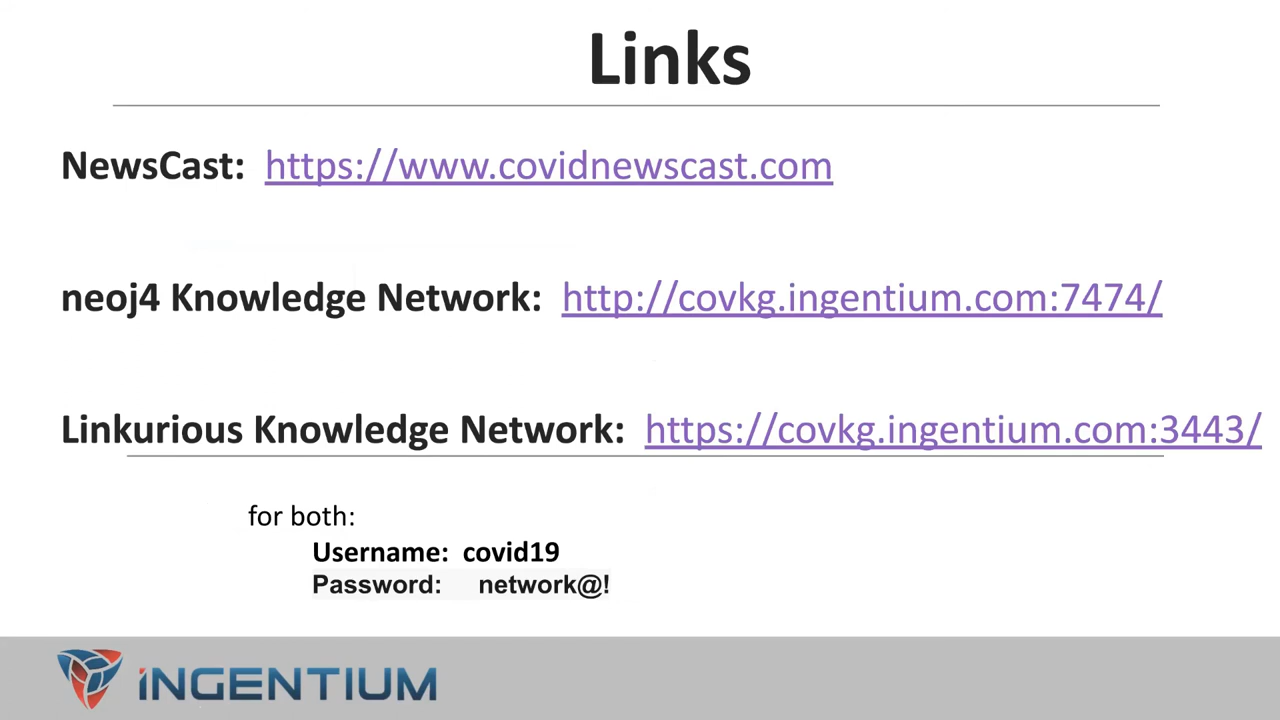 Links
NewsCast: https://www.covidnewscast.com
neoj4 Knowledge Network: http://covkg.ingentium.com:7474/
Linkurious Knowledge Network: https://covkg.ingentium.com:3443/
for both:
Username: covid19
Password: network@!
iNGENTIUM